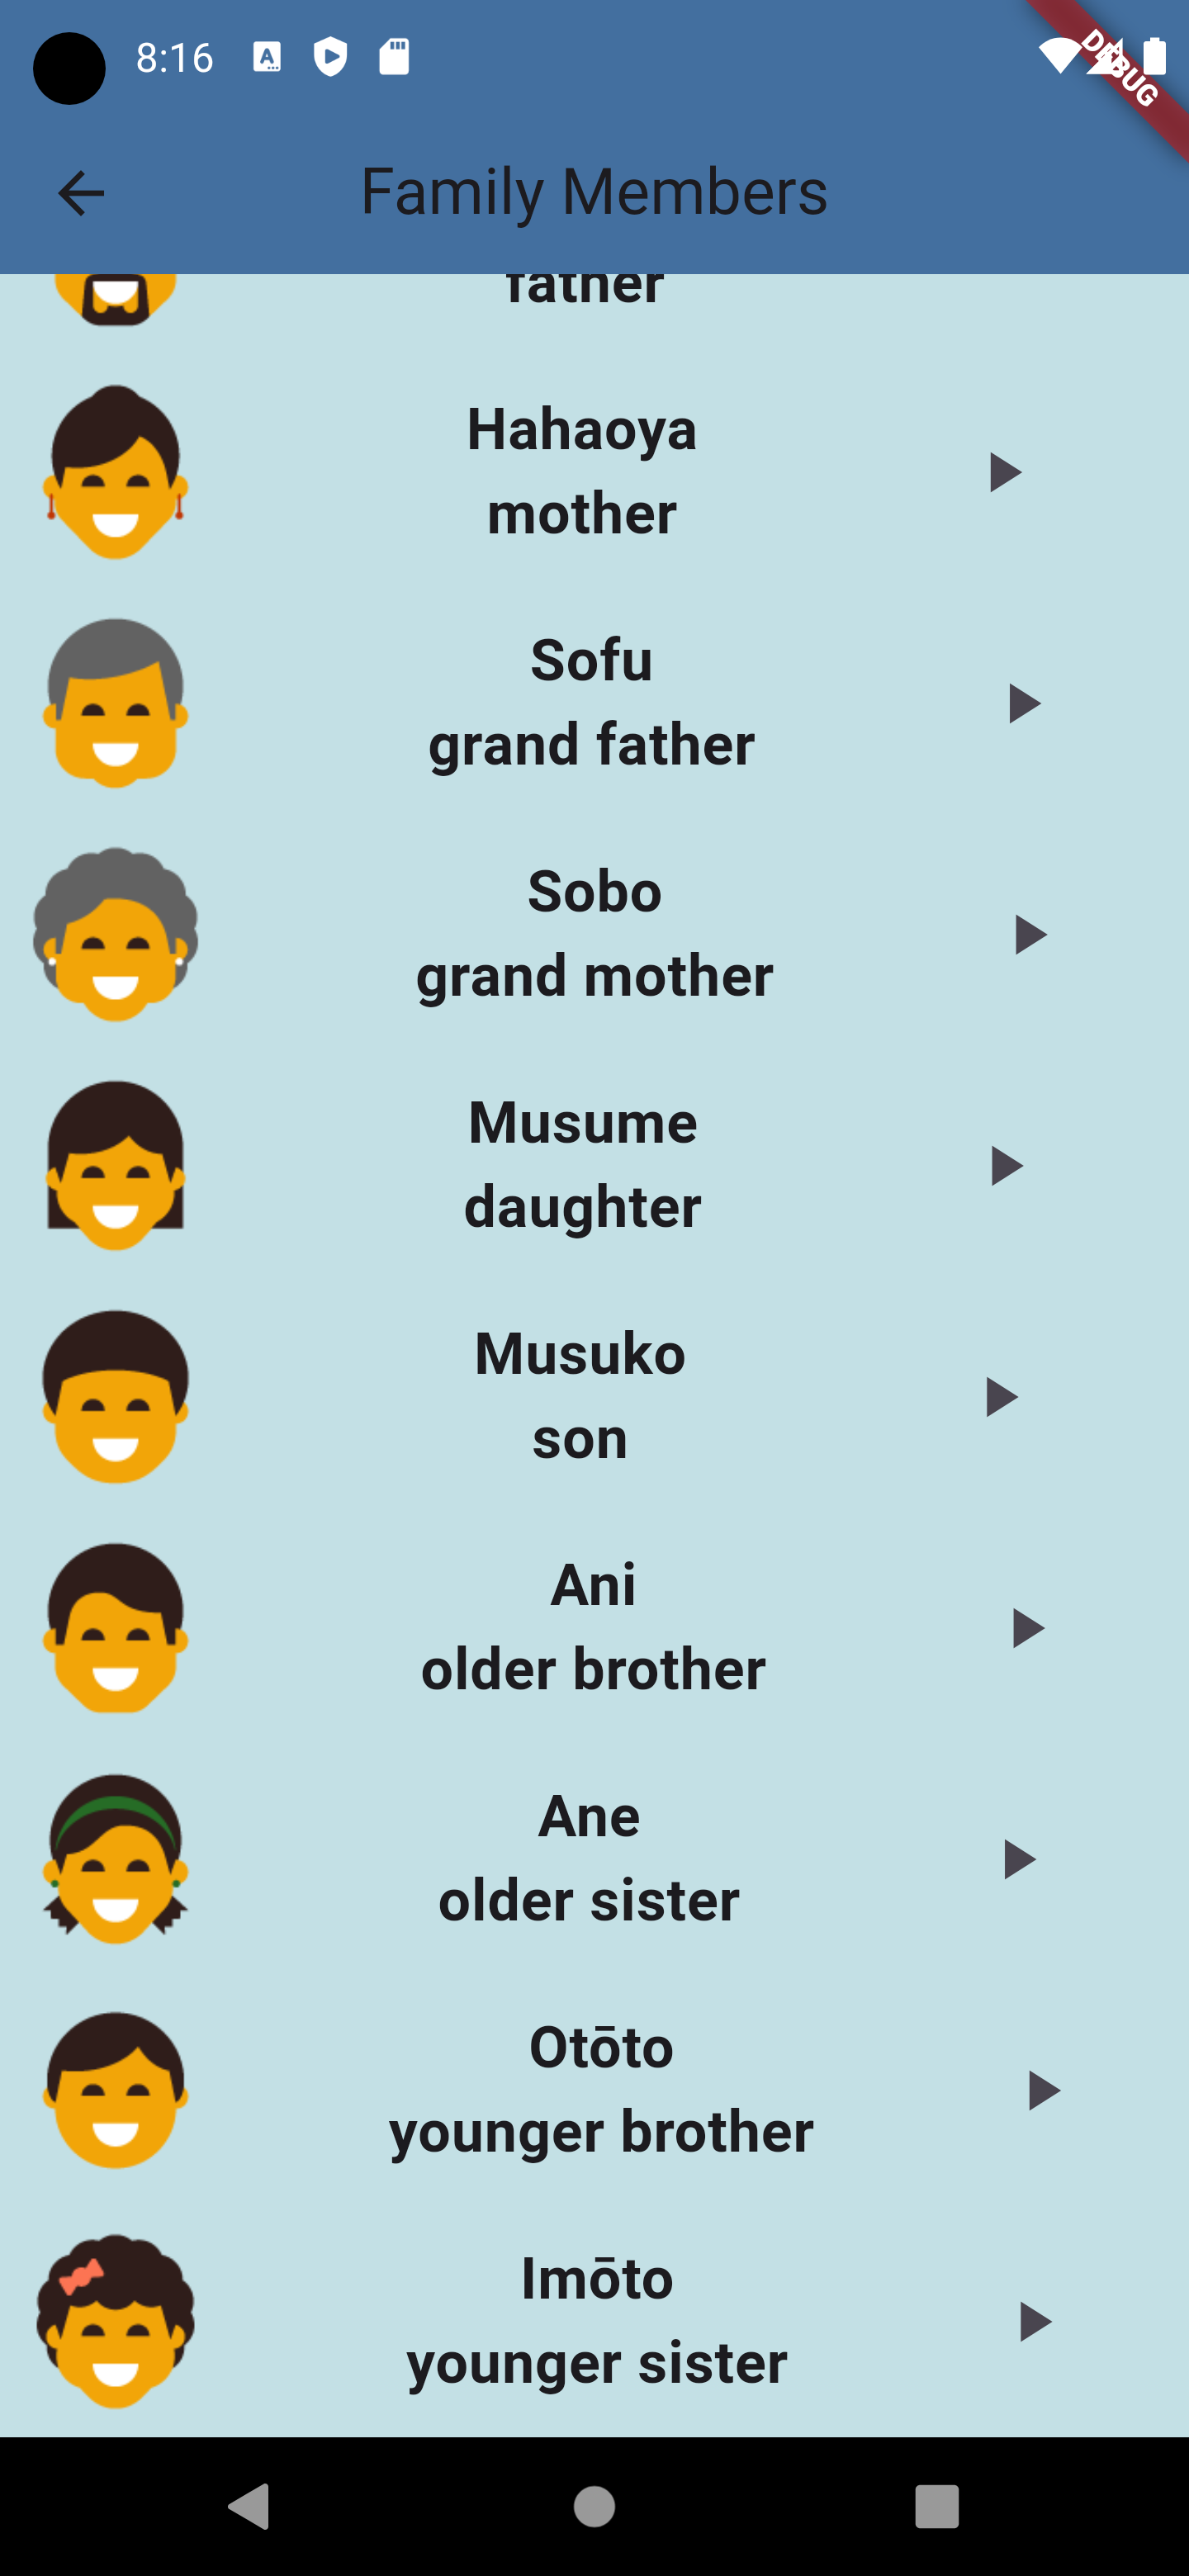 8:16
DEBUG
Family Members
father
Hahaoya
mother
Sofu
grand father
Sobo
grand mother
Musume
daughter
Musuko
son
Ani
older brother
Ane
older sister
Otōto
younger brother
Imōto
younger sister